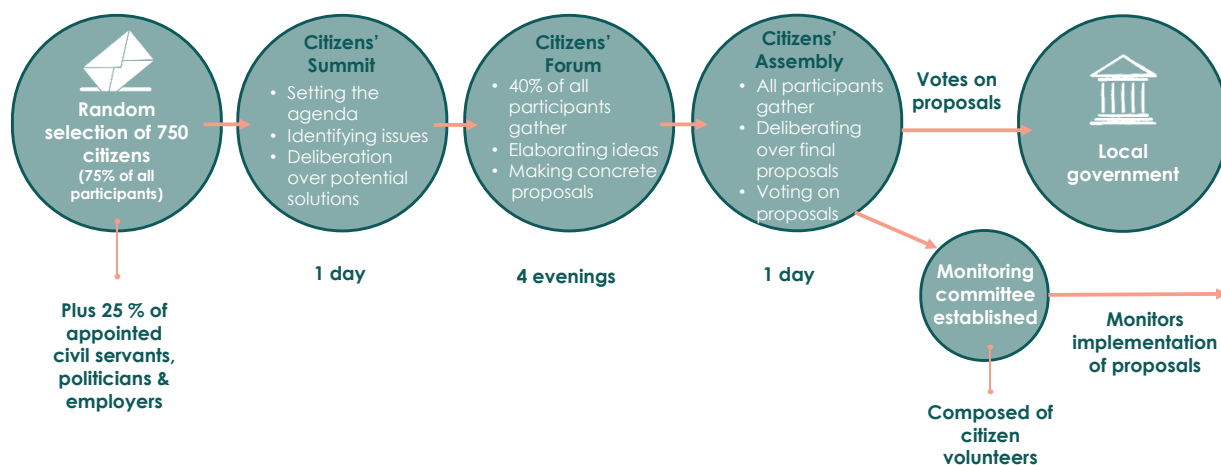 Random
selection of 750
citizens
(75% of all
participants)
Plus 25 % of
appointed
civil servants,
politicians &
employers
Citizens’
Summit
• Setting the
agenda
• Identifying issues
• Deliberation
over potential
solutions
1 day
Citizens’
Forum
• 40% of all
participants
gather
• Elaborating ideas
• Making concrete
proposals
4 evenings
Citizens’
Assembly
• All participants
gather
• Deliberating
over final
proposals
• Voting on
proposals
1 day
Votes on
proposals
Local
government
Monitoring
committee
established
Monitors
implementation
of proposals
Composed of
citizen
volunteers